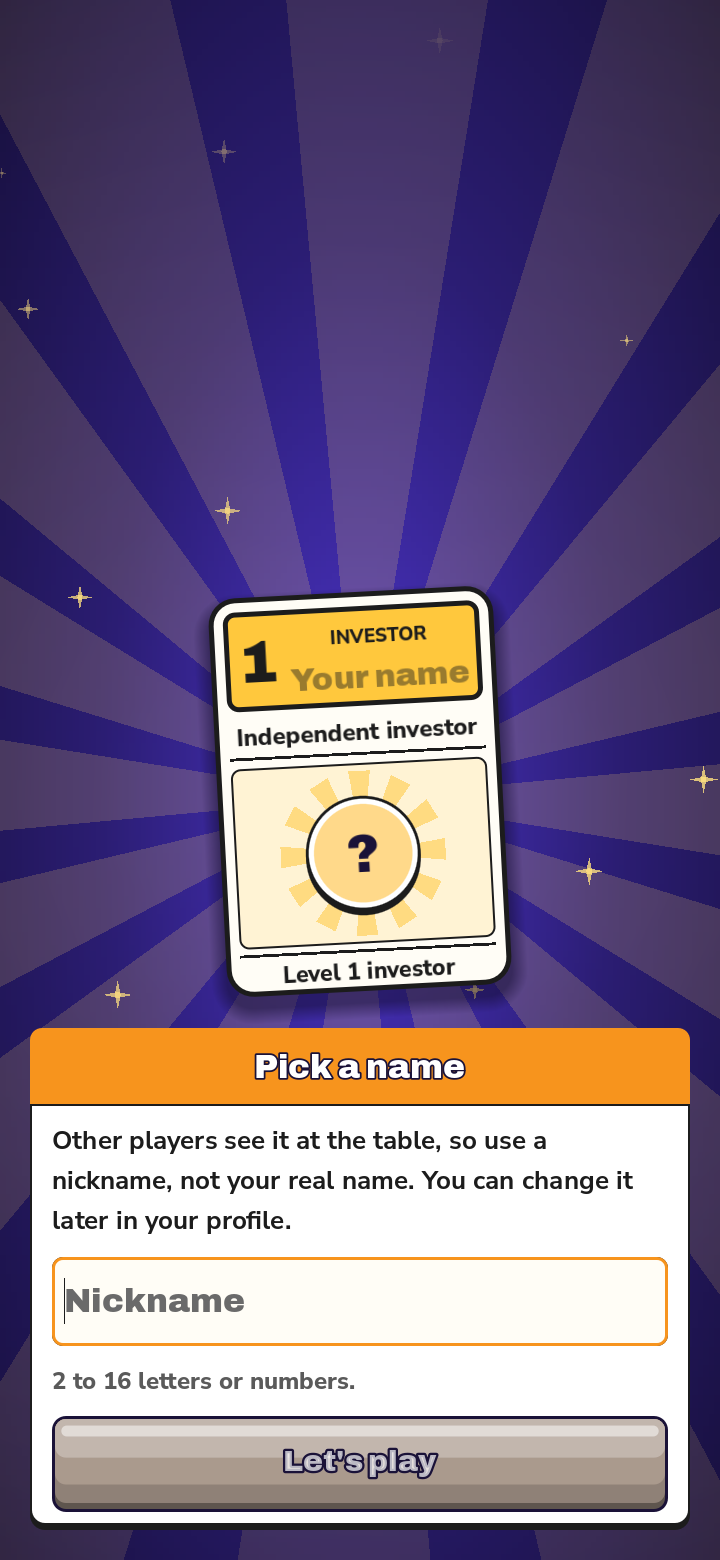 1
INVESTOR
Your name
Independent investor
?
Level 1 investor
Pick a name
Other players see it at the table, so use a
nickname, not your real name. You can change it
later in your profile.
Nickname
2 to 16 letters or numbers.
Let's play